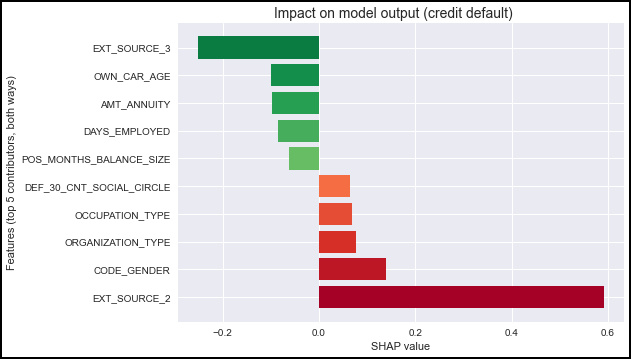 Impact on model output (credit default)
Features (top 5 contributors, both ways)
EXT_SOURCE_3
OWN_CAR_AGE
AMT_ANNUITY
DAYS_EMPLOYED
POS_MONTHS_BALANCE_SIZE
DEF_30_CNT_SOCIAL_CIRCLE
OCCUPATION_TYPE
ORGANIZATION_TYPE
CODE_GENDER
EXT_SOURCE_2
−0.2 0.0 0.2 0.4 0.6
SHAP value